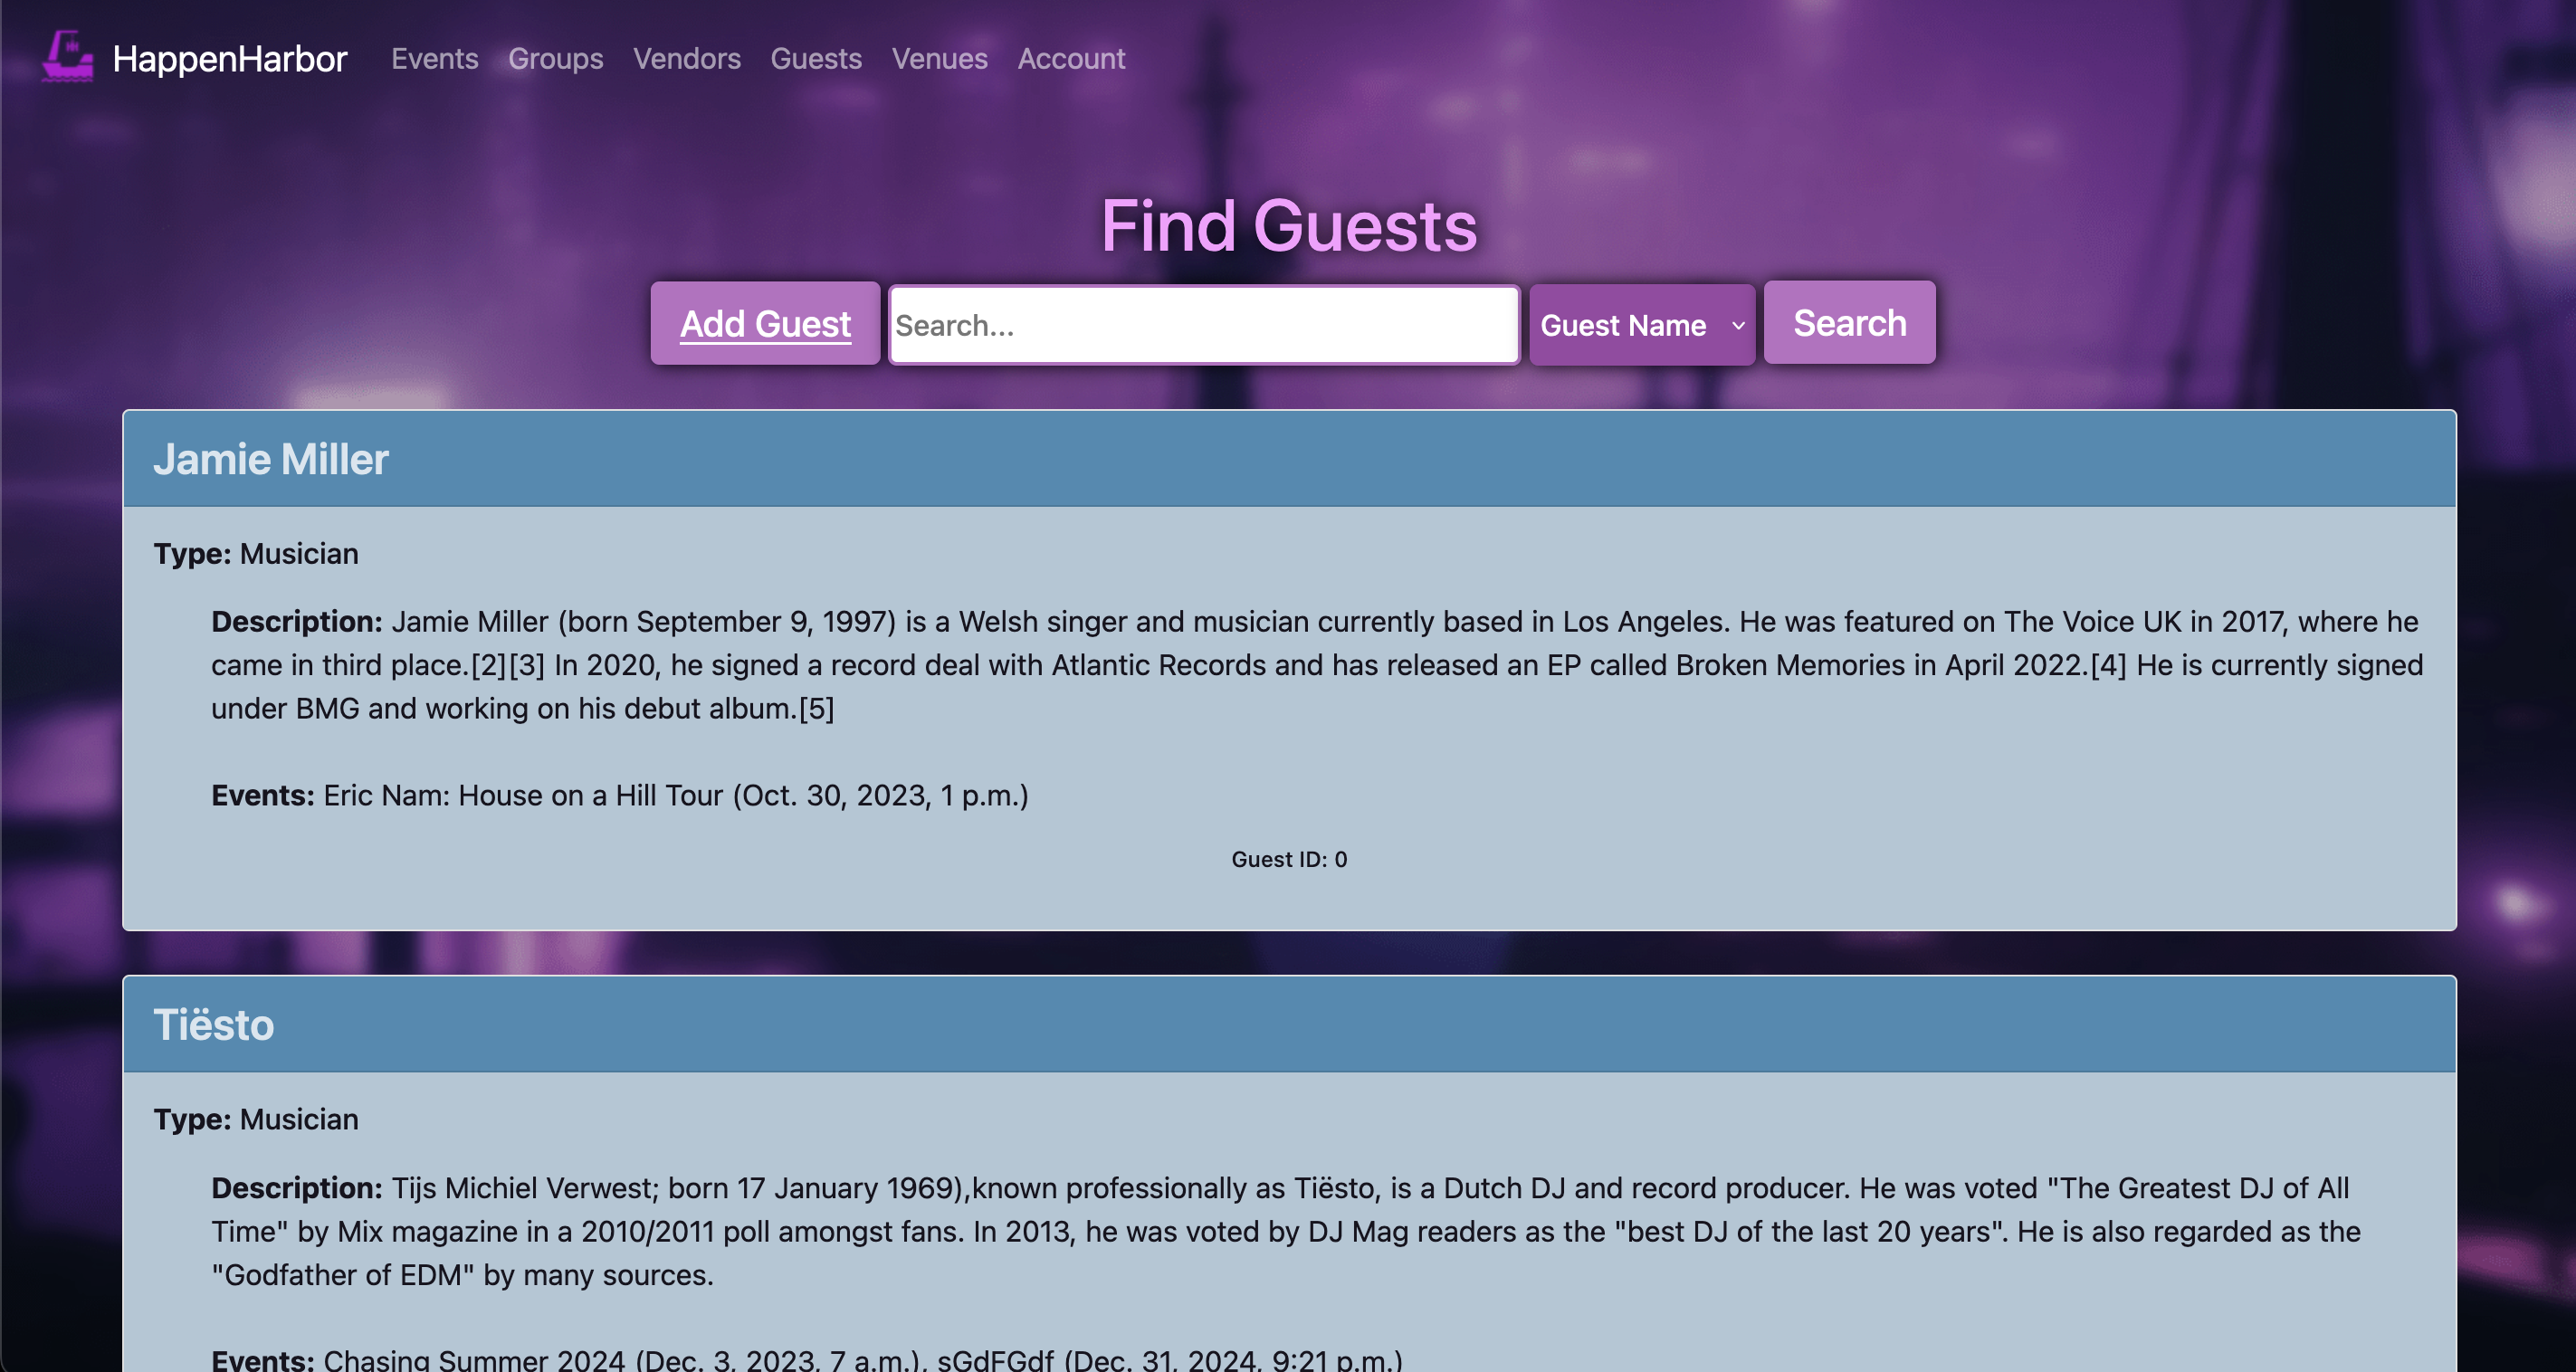 HappenHarbor Events Groups Vendors Guests Venues Account
Find Guests
Add Guest Search... Guest Name Search
Jamie Miller
Type: Musician
Description: Jamie Miller (born September 9, 1997) is a Welsh singer and musician currently based in Los Angeles. He was featured on The Voice UK in 2017, where he
came in third place.[2][3] In 2020, he signed a record deal with Atlantic Records and has released an EP called Broken Memories in April 2022.[4] He is currently signed
under BMG and working on his debut album.[5]
Events: Eric Nam: House on a Hill Tour (Oct. 30, 2023, 1 p.m.)
Guest ID: 0
Tiësto
Type: Musician
Description: Tijs Michiel Verwest; born 17 January 1969),known professionally as Tiësto, is a Dutch DJ and record producer. He was voted "The Greatest DJ of All
Time" by Mix magazine in a 2010/2011 poll amongst fans. In 2013, he was voted by DJ Mag readers as the "best DJ of the last 20 years". He is also regarded as the
"Godfather of EDM" by many sources.
Events: Chasing Summer 2024 (Dec. 3, 2023, 7 a.m.), sGdFGdf (Dec. 31, 2024, 9:21 p.m.)